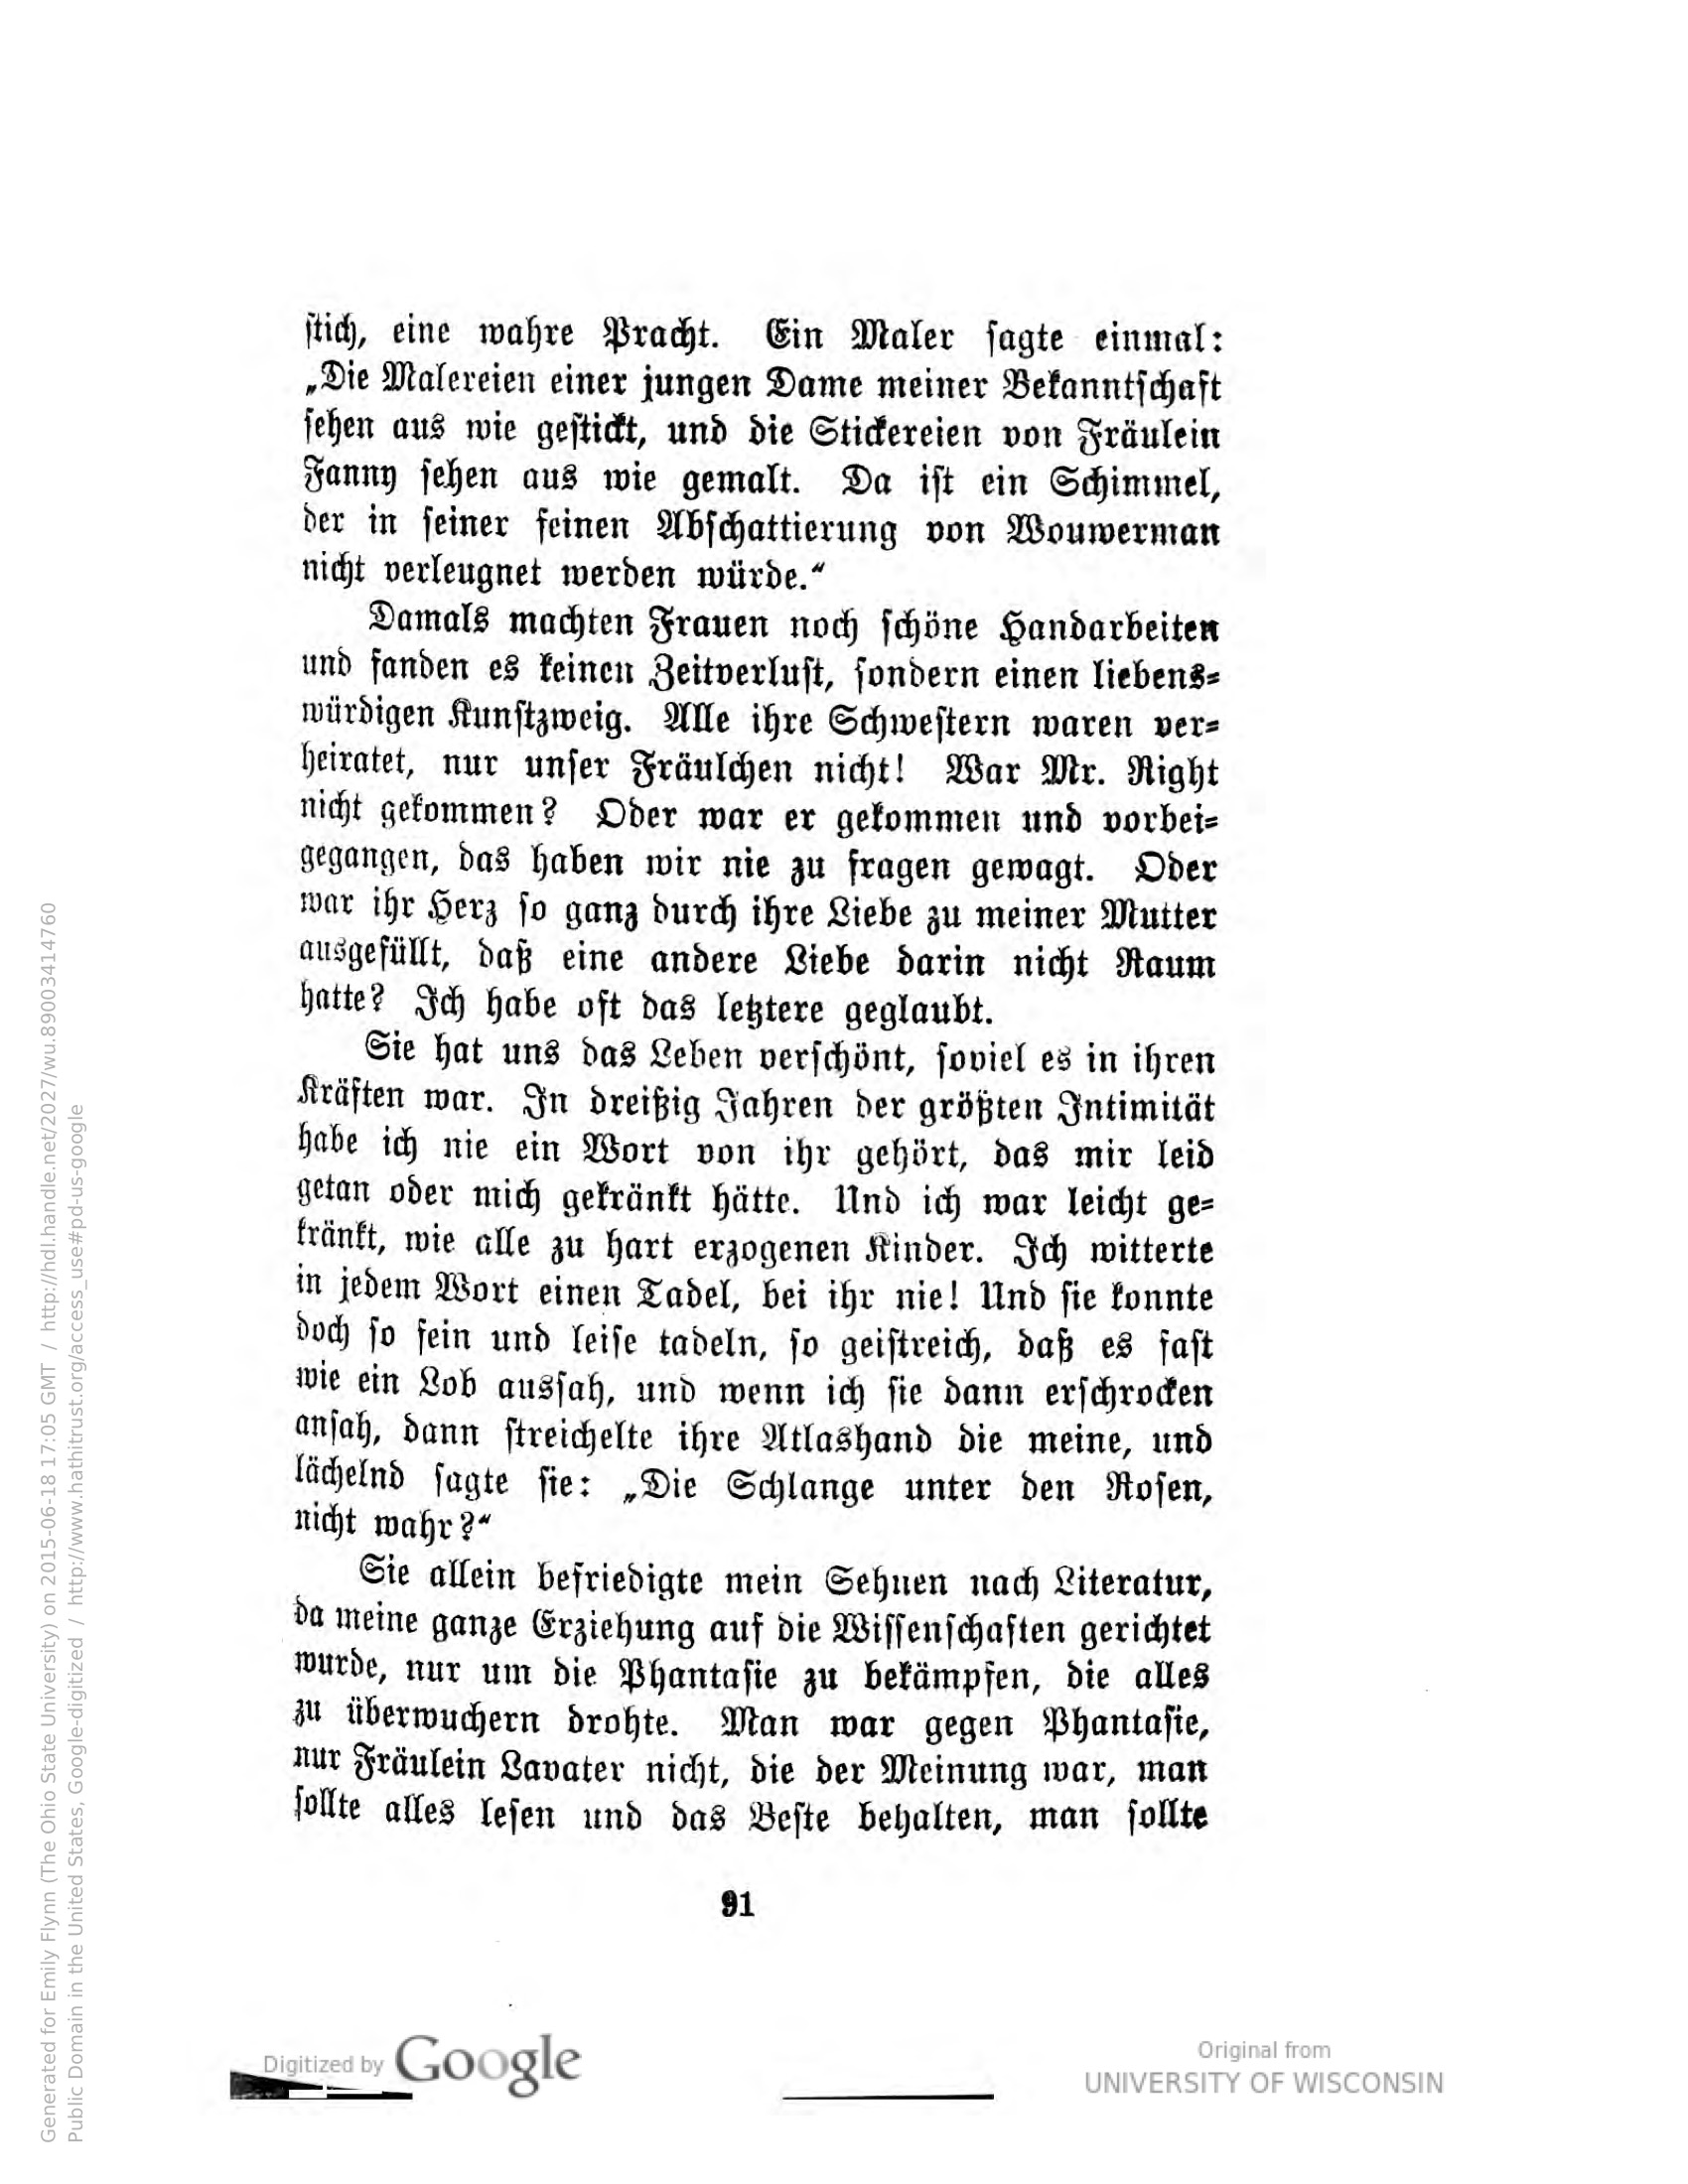 stich, eine wahre Pracht. Ein Maler sagte einmal:
„Die Malereien einer jungen Dame meiner Bekanntschaft
sehen aus wie gestickt, und die Stickereien von Fräulein
Fanny sehen aus wie gemalt. Da ist ein Schimmel,
der in seiner feinen Abschattierung von Wouwerman
nicht verleugnet werden würde.“
Damals machten Frauen noch schöne Handarbeiten
und fanden es keinen Zeitverlust, sondern einen liebens-
würdigen Kunstzweig. Alle ihre Schwestern waren ver-
heiratet, nur unser Fräulchen nicht! War Mr. Right
nicht gekommen? Oder war er gekommen und vorbei-
gegangen, das haben wir nie zu fragen gewagt. Oder
war ihr Herz so ganz durch ihre Liebe zu meiner Mutter
ausgefüllt, daß eine andere Liebe darin nicht Raum
hatte? Ich habe oft das letztere geglaubt.
Sie hat uns das Leben verschönt, soviel es in ihren
Kräften war. In dreißig Jahren der größten Intimität
habe ich nie ein Wort von ihr gehört, das mir leid
getan oder mich gekränkt hätte. Und ich war leicht ge-
kränkt, wie alle zu hart erzogenen Kinder. Ich witterte
in jedem Wort einen Tadel, bei ihr nie! Und sie konnte
doch so fein und leise tadeln, so geistreich, daß es fast
wie ein Lob aussah, und wenn ich sie dann erschrocken
ansah, dann streichelte ihre Atlashand die meine, und
lächelnd sagte sie: „Die Schlange unter den Rosen,
nicht wahr?“
Sie allein befriedigte mein Sehnen nach Literatur,
da meine ganze Erziehung auf die Wissenschaften gerichtet
wurde, nur um die Phantasie zu bekämpfen, die alles
zu überwuchern drohte. Man war gegen Phantasie,
nur Fräulein Lavater nicht, die der Meinung war, man
sollte alles lesen und das Beste behalten, man sollte
91
Digitized by Google
Original from
UNIVERSITY OF WISCONSIN
Generated for Emily Flynn (The Ohio State University) on 2015-06-18 17:05 GMT / http://hdl.handle.net/2027/wu.89003414760
Public Domain in the United States, Google-digitized / http://www.hathitrust.org/access_use#pd-us-google